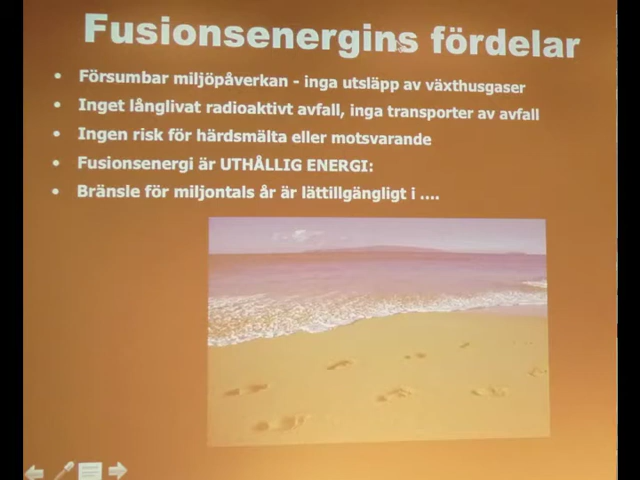 Fusionsenergins fördelar
• Försumbar miljöpåverkan - inga utsläpp av växthusgaser
• Inget långlivat radioaktivt avfall, inga transporter av avfall
• Ingen risk för härdsmälta eller motsvarande
• Fusionsenergi är UTHÅLLIG ENERGI:
• Bränsle för miljontals år är lättillgängligt i ....